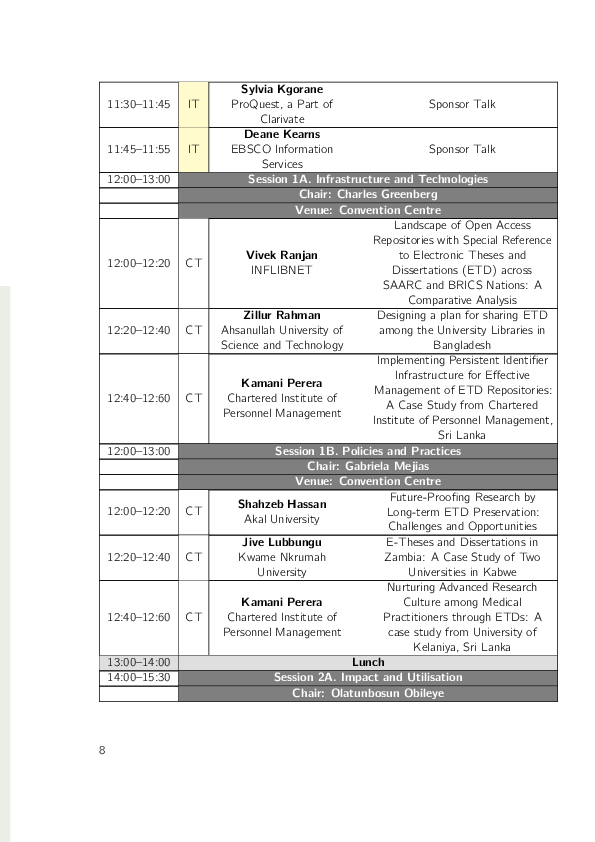 11:30–11:45 IT Sylvia Kgorane
ProQuest, a Part of
Clarivate
Sponsor Talk
11:45–11:55 IT Deane Kearns
EBSCO Information
Services
Sponsor Talk
12:00–13:00 Session 1A. Infrastructure and Technologies
Chair: Charles Greenberg
Venue: Convention Centre
12:00–12:20 CT Vivek Ranjan
INFLIBNET
Landscape of Open Access
Repositories with Special Reference
to Electronic Theses and
Dissertations (ETD) across
SAARC and BRICS Nations: A
Comparative Analysis
12:20–12:40 CT Zillur Rahman
Ahsanullah University of
Science and Technology
Designing a plan for sharing ETD
among the University Libraries in
Bangladesh
12:40–12:60 CT Kamani Perera
Chartered Institute of
Personnel Management
Implementing Persistent Identifier
Infrastructure for Effective
Management of ETD Repositories:
A Case Study from Chartered
Institute of Personnel Management,
Sri Lanka
12:00–13:00 Session 1B. Policies and Practices
Chair: Gabriela Mejias
Venue: Convention Centre
12:00–12:20 CT Shahzeb Hassan
Akal University
Future-Proofing Research by
Long-term ETD Preservation:
Challenges and Opportunities
12:20–12:40 CT Jive Lubbungu
Kwame Nkrumah
University
E-Theses and Dissertations in
Zambia: A Case Study of Two
Universities in Kabwe
12:40–12:60 CT Kamani Perera
Chartered Institute of
Personnel Management
Nurturing Advanced Research
Culture among Medical
Practitioners through ETDs: A
case study from University of
Kelaniya, Sri Lanka
13:00–14:00 Lunch
14:00–15:30 Session 2A. Impact and Utilisation
Chair: Olatunbosun Obileye
8